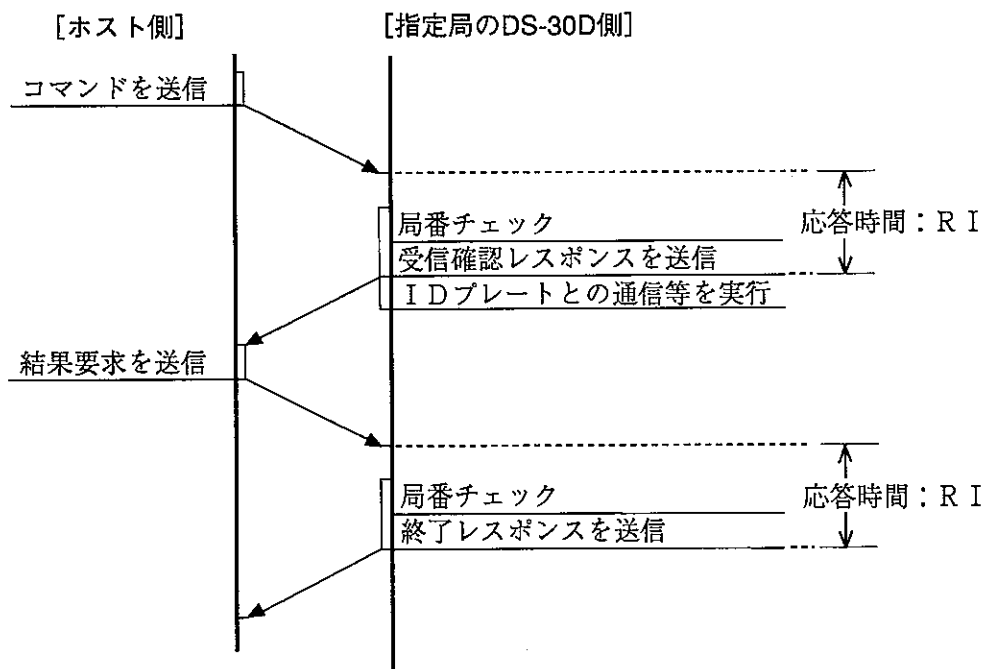 [ホスト側]
[指定局のDS-30D側]
コマンドを送信
局番チェック
応答時間：ＲＩ
受信確認レスポンスを送信
ＩＤプレートとの通信等を実行
結果要求を送信
局番チェック
応答時間：ＲＩ
終了レスポンスを送信